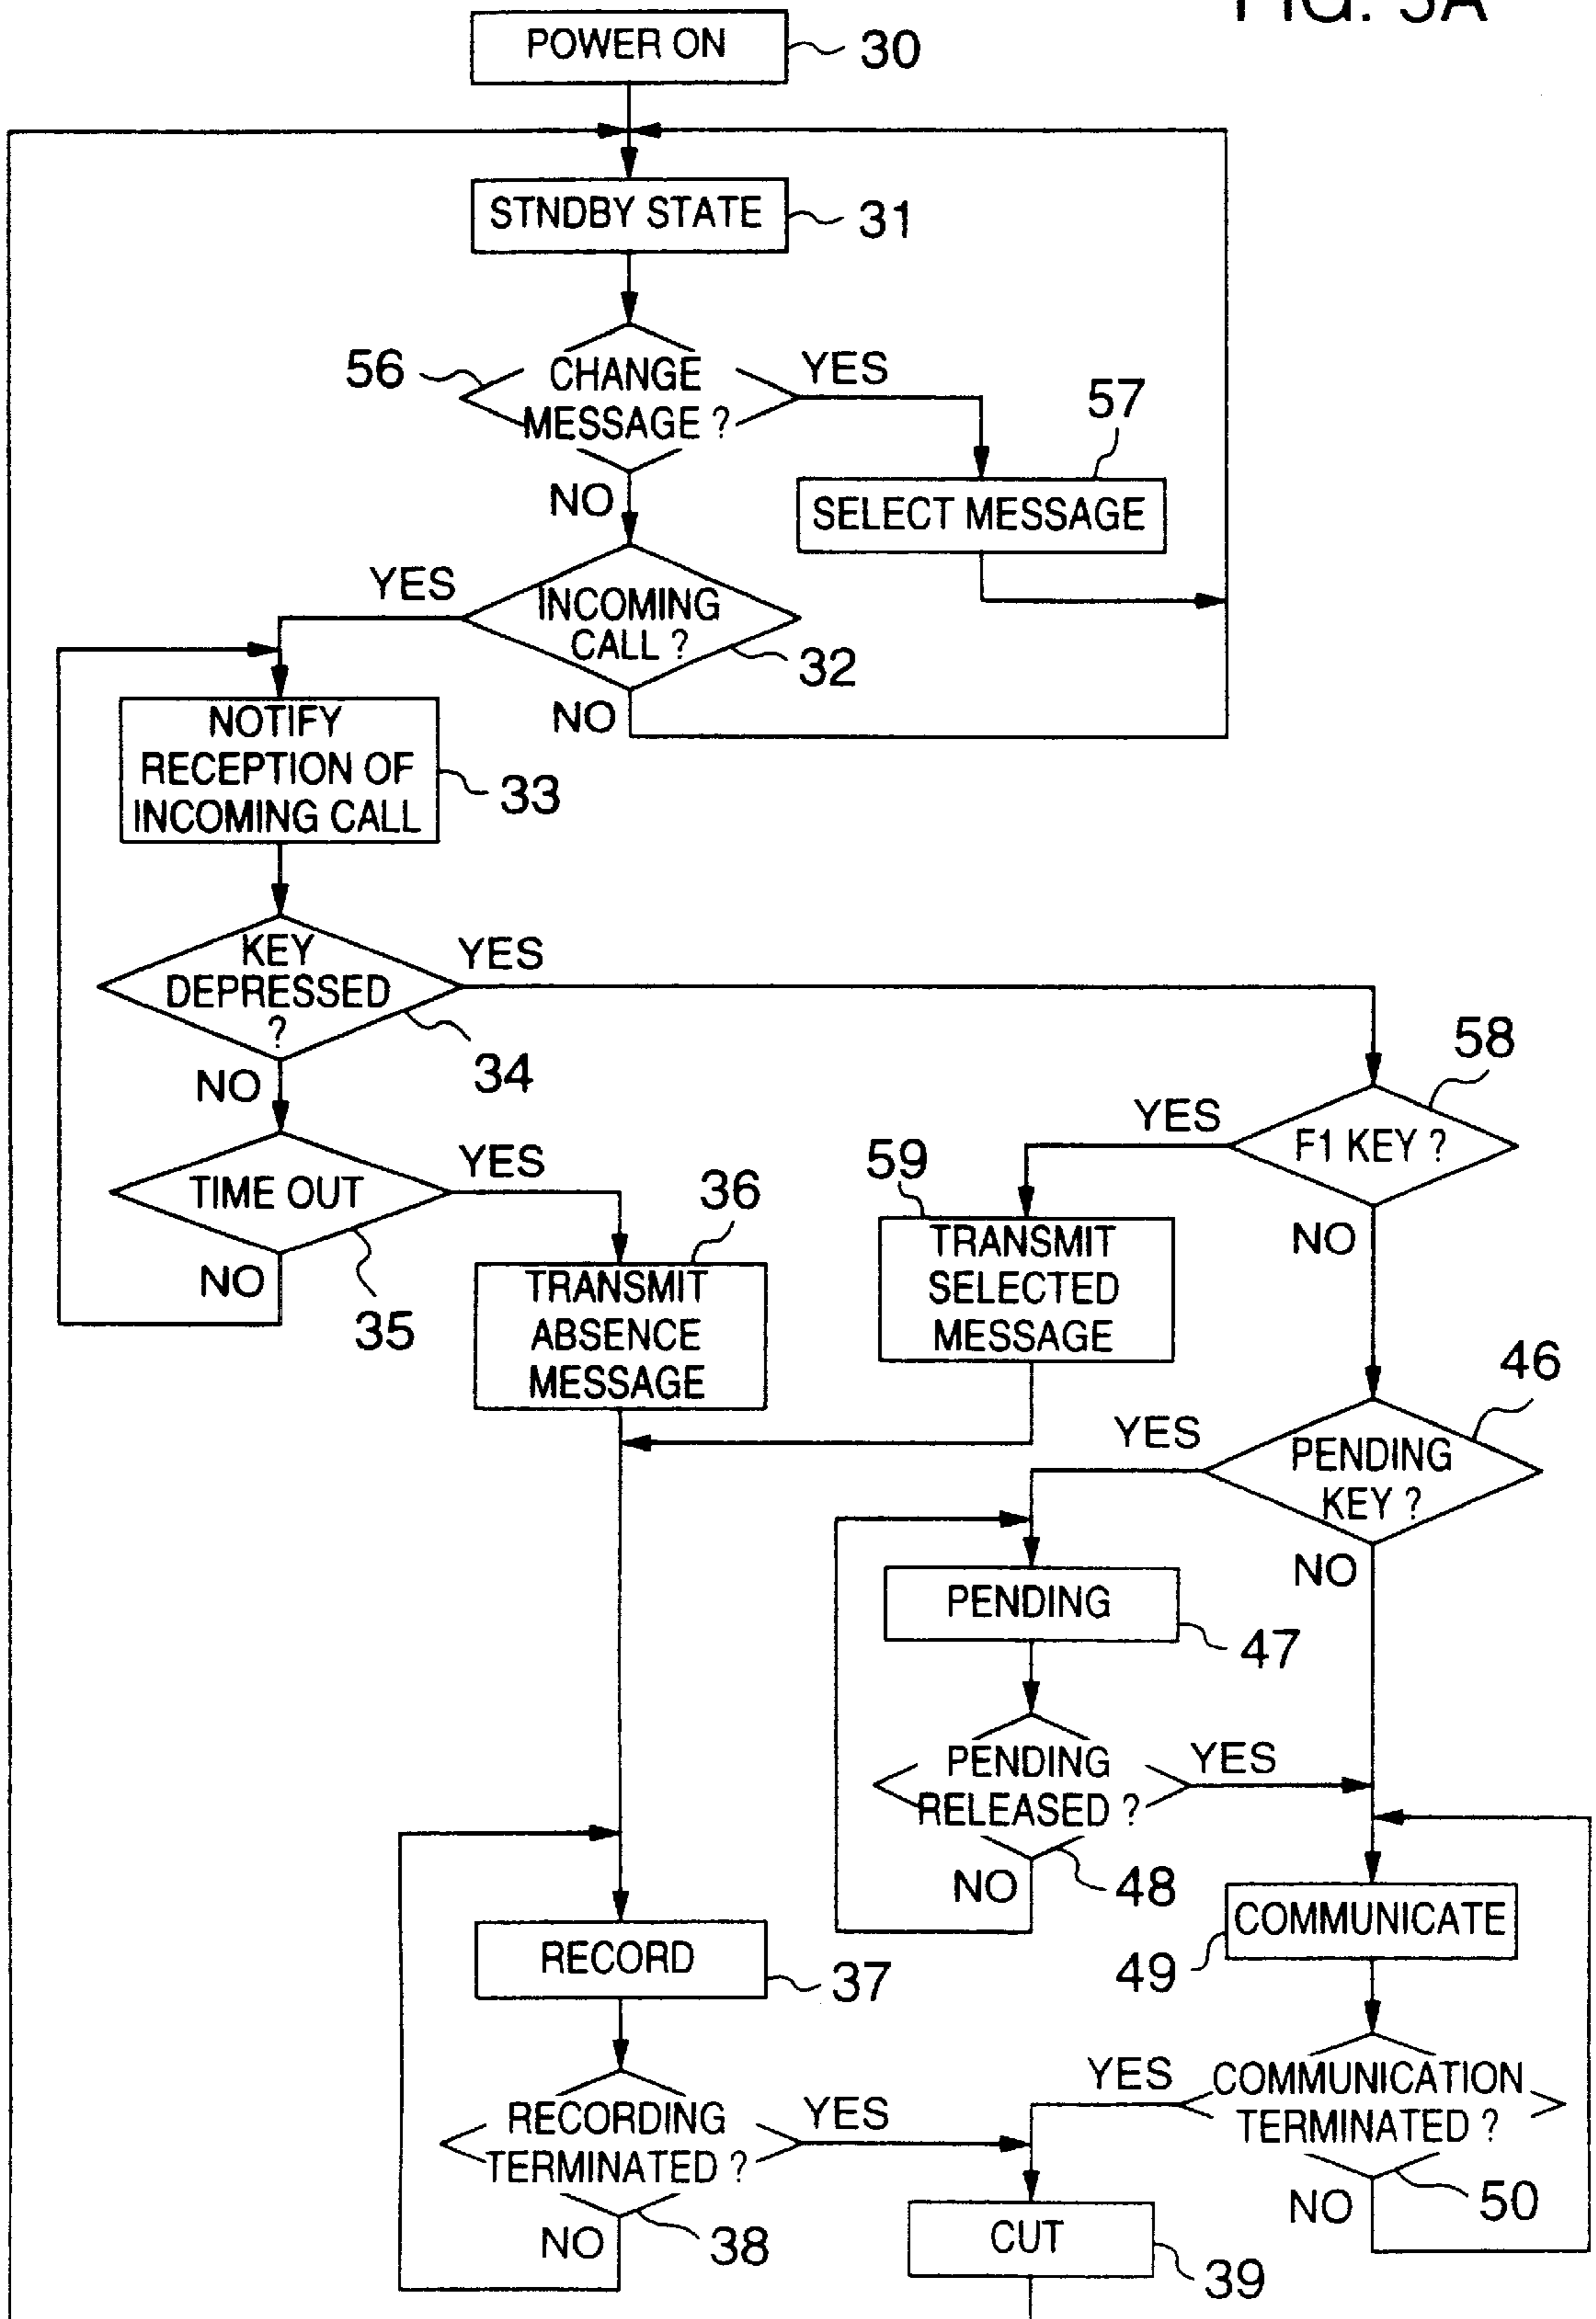 FIG. 5A
POWER ON
30
STNDBY STATE
31
56
CHANGE
MESSAGE ?
YES
57
NO
SELECT MESSAGE
YES
INCOMING
CALL ?
32
NO
NOTIFY
RECEPTION OF
INCOMING CALL
33
KEY
DEPRESSED
?
YES
34
NO
58
F1 KEY ?
YES
NO
TIME OUT
YES
36
59
NO
35
TRANSMIT
ABSENCE
MESSAGE
TRANSMIT
SELECTED
MESSAGE
46
YES
PENDING
KEY ?
NO
PENDING
47
PENDING
RELEASED ?
YES
NO
48
COMMUNICATE
49
RECORD
37
YES
COMMUNICATION
TERMINATED ?
RECORDING
TERMINATED ?
YES
NO
50
NO
38
CUT
39